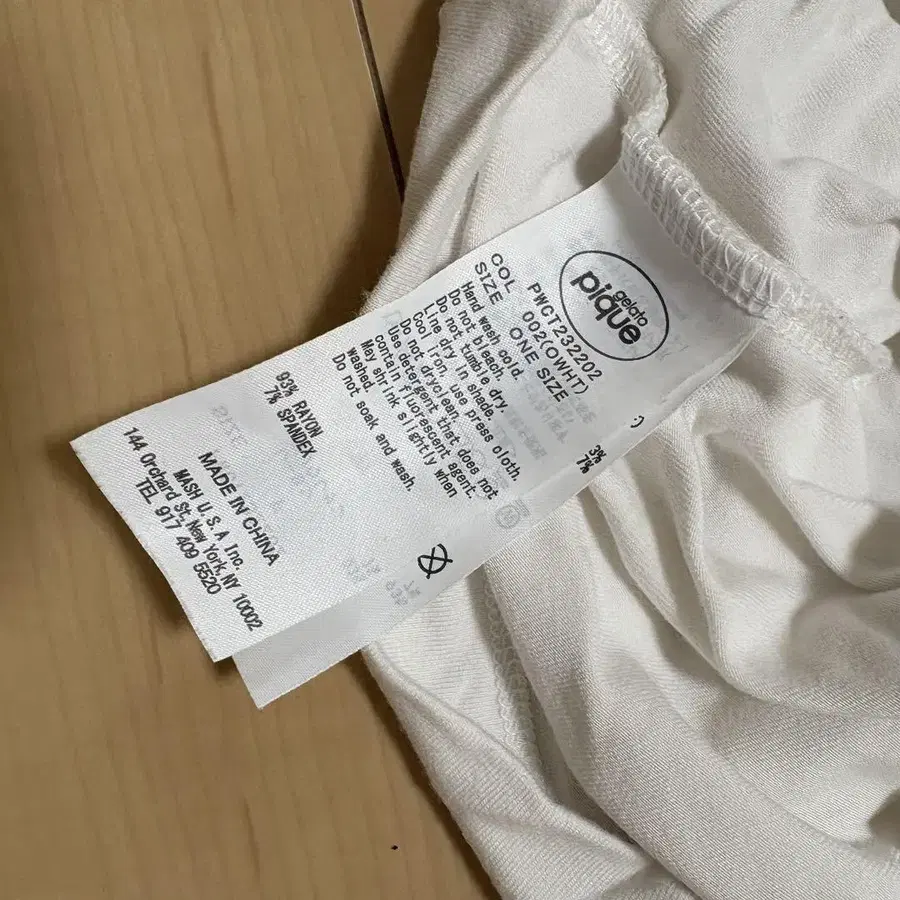 gelato
pique
PWCT232202
COL 002(OWHT)
SIZE ONE SIZE
Hand wash cold.
Do not bleach.
Do not tumble dry.
Line dry in shade.
Cool iron, use press cloth.
Do not dryclean.
Use detergent that does not
contain fluorescent agent.
May shrink slightly when
washed.
Do not soak and wash.
93% RAYON
7% SPANDEX
MADE IN CHINA
MASH U.S.A Inc.
144 Orchard St, New York, NY 10002
TEL 917 409 5520
3%
7%